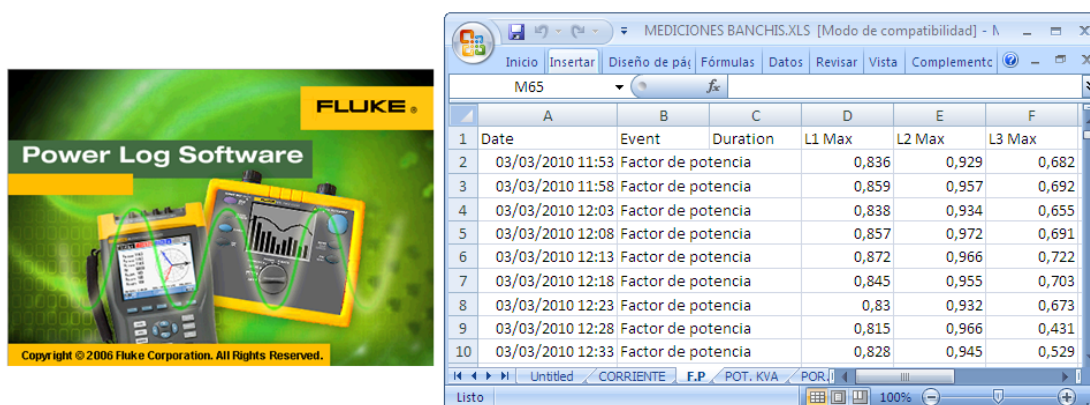 FLUKE ®
Power Log Software
Copyright © 2006 Fluke Corporation. All Rights Reserved.
MEDICIONES BANCHIS.XLS [Modo de compatibilidad] -
Inicio Insertar Diseño de pág Fórmulas Datos Revisar Vista Complemento
M65 fx
A B C D E F
1 Date Event Duration L1 Max L2 Max L3 Max
2 03/03/2010 11:53 Factor de potencia 0,836 0,929 0,682
3 03/03/2010 11:58 Factor de potencia 0,859 0,957 0,692
4 03/03/2010 12:03 Factor de potencia 0,838 0,934 0,655
5 03/03/2010 12:08 Factor de potencia 0,857 0,972 0,691
6 03/03/2010 12:13 Factor de potencia 0,872 0,966 0,722
7 03/03/2010 12:18 Factor de potencia 0,845 0,955 0,703
8 03/03/2010 12:23 Factor de potencia 0,83 0,932 0,673
9 03/03/2010 12:28 Factor de potencia 0,815 0,966 0,431
10 03/03/2010 12:33 Factor de potencia 0,828 0,945 0,529
Untitled CORRIENTE F.P POT. KVA POR.
Listo 100%